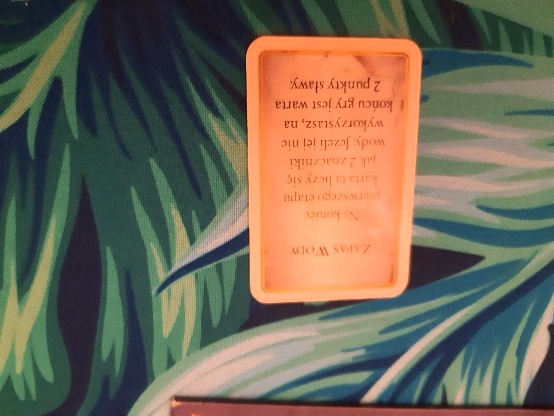 ZAPAS WODY
Na koniec
pierwszego etapu
karta ta liczy się
jak 2 znaczniki
wody. Jeżeli jej nie
wykorzystasz, na
końcu gry jest warta
2 punkty sławy.